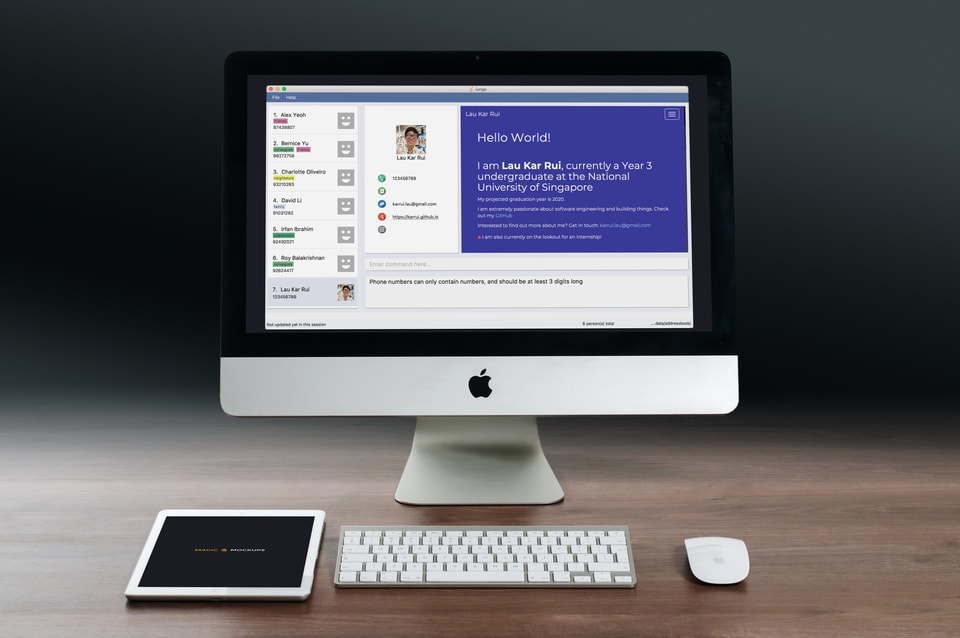 iungo
File Help
1. Alex Yeoh
friends
87438807
2. Bernice Yu
colleagues friends
99272758
3. Charlotte Oliveiro
neighbours
93210283
4. David Li
family
91031282
5. Irfan Ibrahim
classmates
92492021
6. Roy Balakrishnan
colleagues
92624417
7. Lau Kar Rui
123456789
Lau Kar Rui
123456789
kerrui.lau@gmail.com
https://kerrui.github.io
Lau Kar Rui
Hello World!
I am Lau Kar Rui, currently a Year 3
undergraduate at the National
University of Singapore
My projected graduation year is 2020.
I am extremely passionate about software engineering and building things. Check
out my GitHub
Interested to find out more about me? Get in touch: kerrui.lau@gmail.com
I am also currently on the lookout for an internship!
Enter command here...
Phone numbers can only contain numbers, and should be at least 3 digits long
Not updated yet in this session
person(s) total
MAGIC MOCKUPS